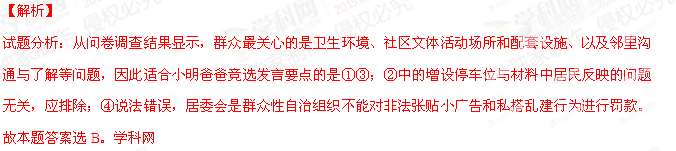 【解析】
试题分析：从问卷调查结果显示，群众最关心的是卫生环境、社区文体活动场所和配套设施、以及邻里沟
通与了解等问题，因此适合小明爸爸竞选发言要点的是①③；②中的增设停车位与材料中居民反映的问题
无关，应排除；④说法错误，居委会是群众性自治组织不能对非法张贴小广告和私搭乱建行为进行罚款。
故本题答案选 B。学科网